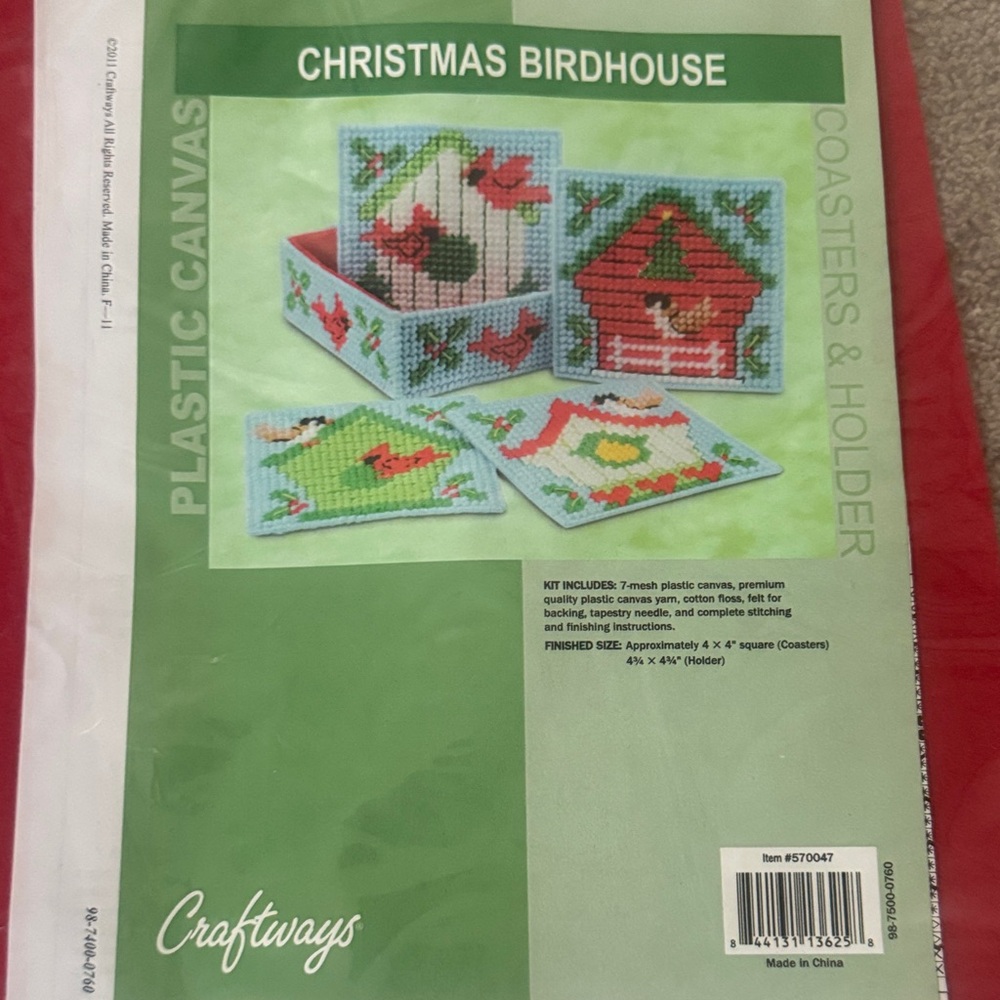 CHRISTMAS BIRDHOUSE
PLASTIC CANVAS
COASTERS & HOLDER
©2011 Craftways All Rights Reserved. Made in China. F—11
KIT INCLUDES: 7-mesh plastic canvas, premium
quality plastic canvas yarn, cotton floss, felt for
backing, tapestry needle, and complete stitching
and finishing instructions.
FINISHED SIZE: Approximately 4 × 4" square (Coasters)
4¾ × 4¾" (Holder)
Craftways®
98-7400-0760
Item #570047
8 44131 13625 8
98-7500-0760
Made in China